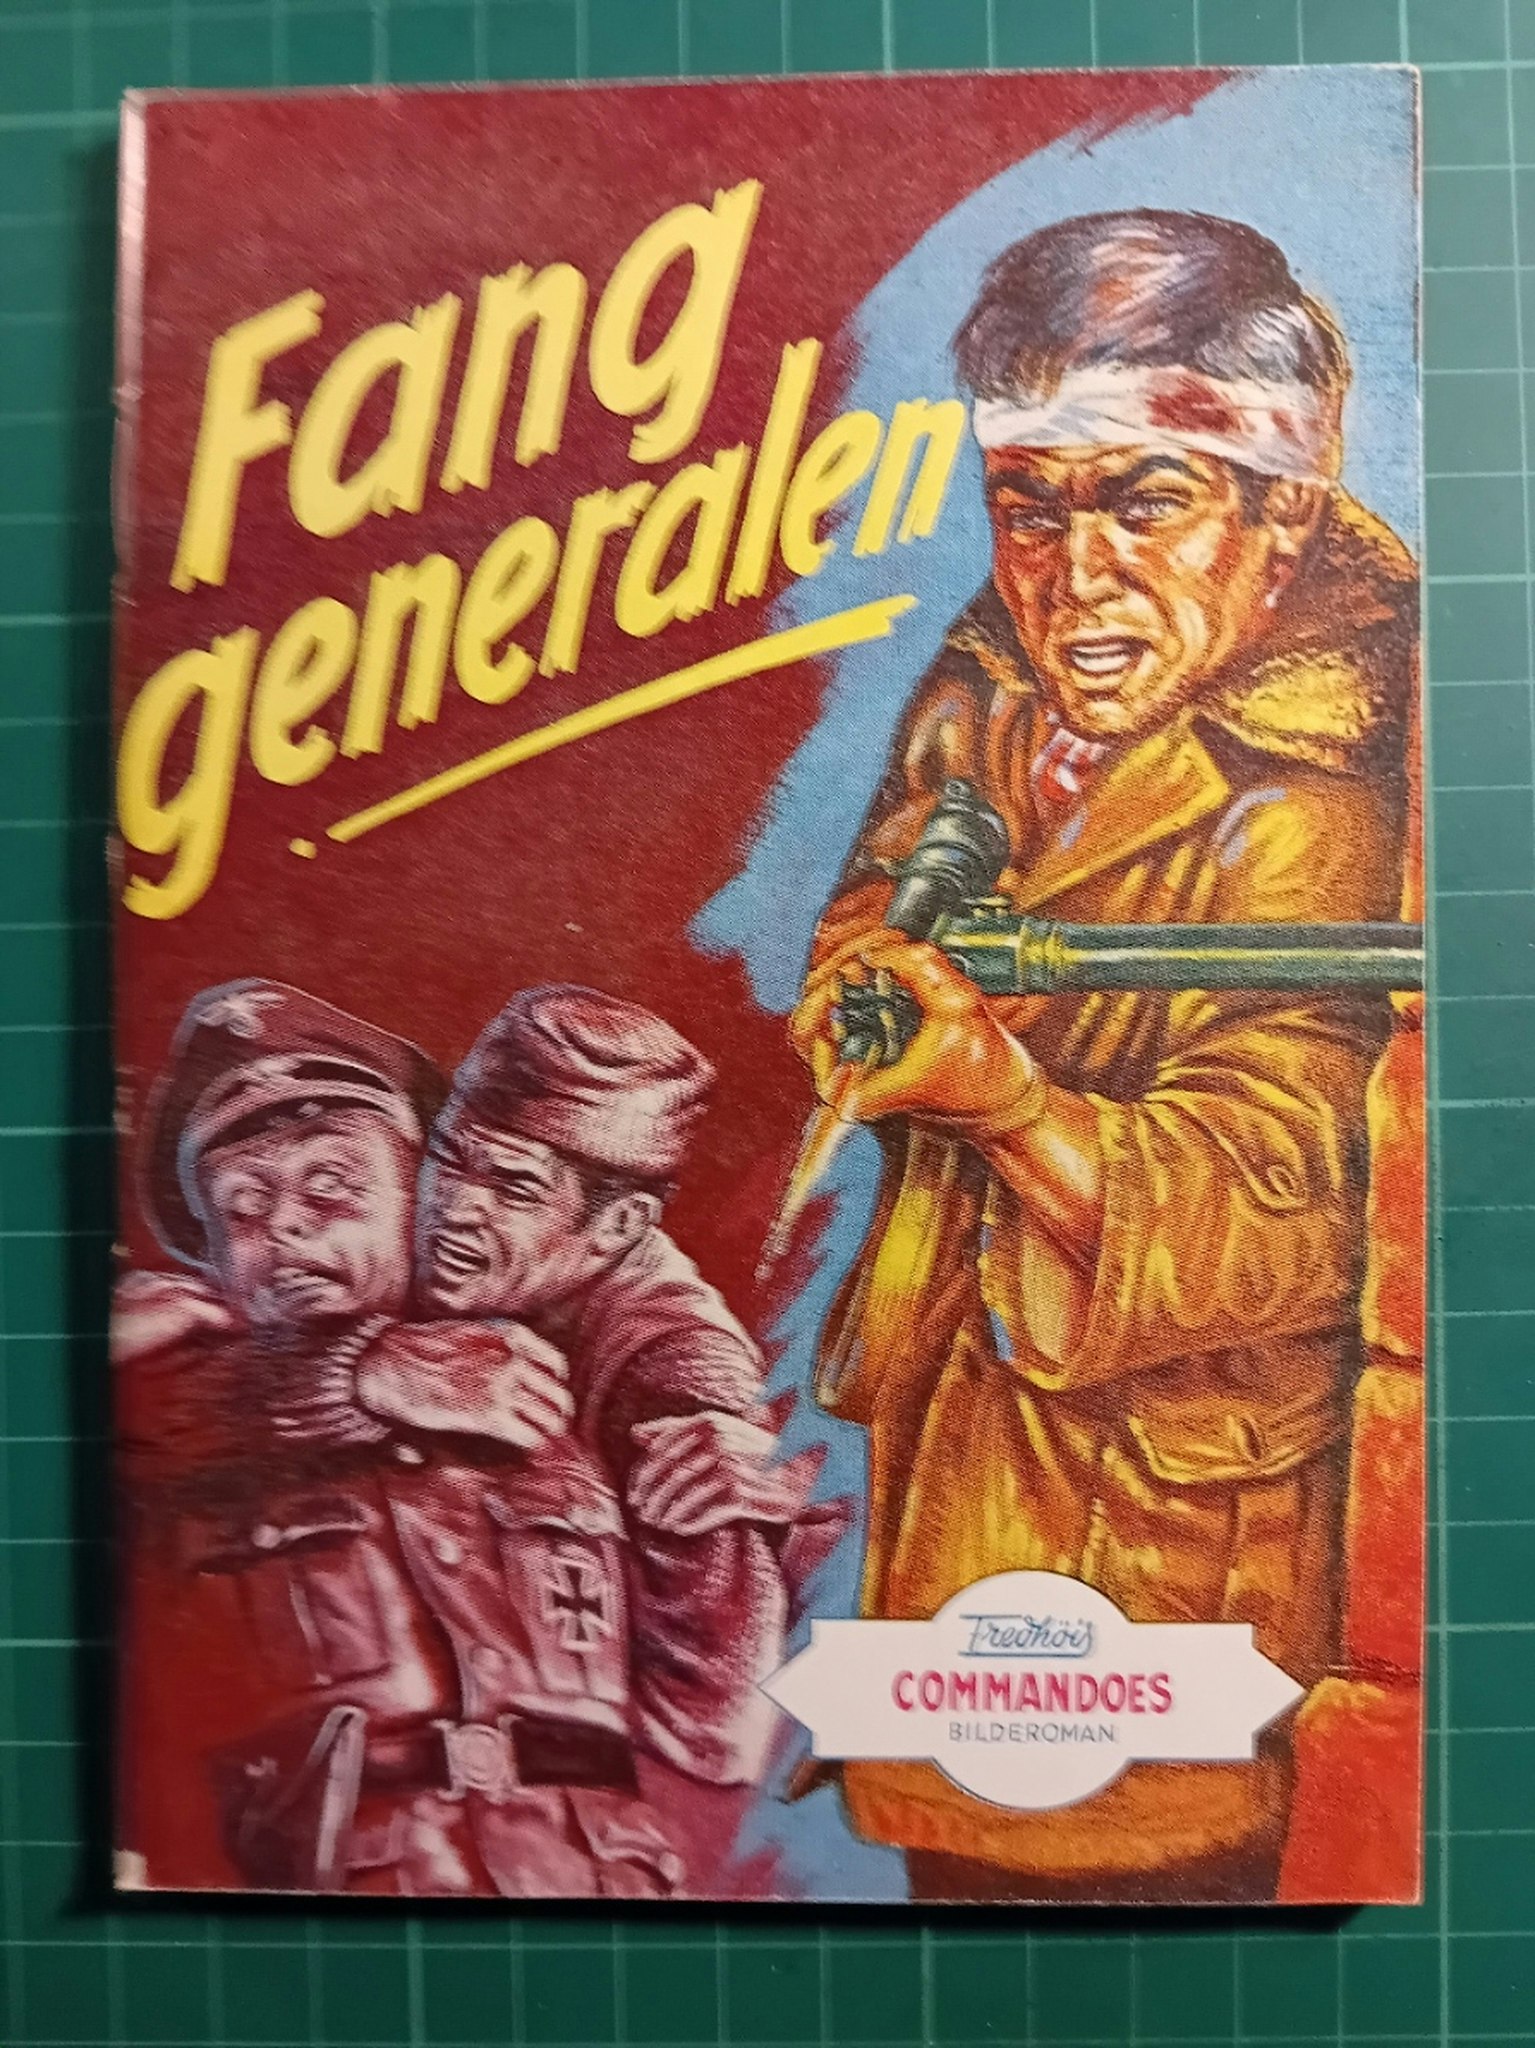 Fang
generalen
Fredhøis
COMMANDOES
BILDEROMAN